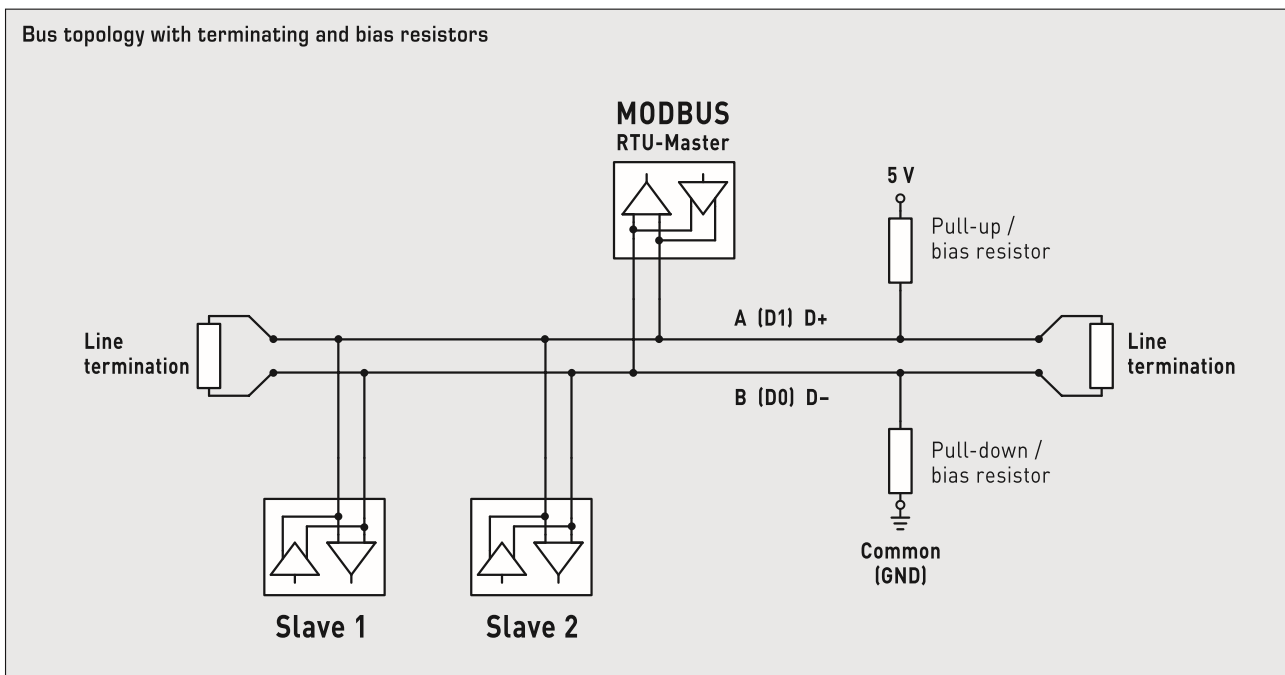 Bus topology with terminating and bias resistors
MODBUS
RTU-Master
5 V
Pull-up /
bias resistor
A (D1) D+
Line
termination
Line
termination
B (D0) D−
Pull-down /
bias resistor
Common
(GND)
Slave 1
Slave 2